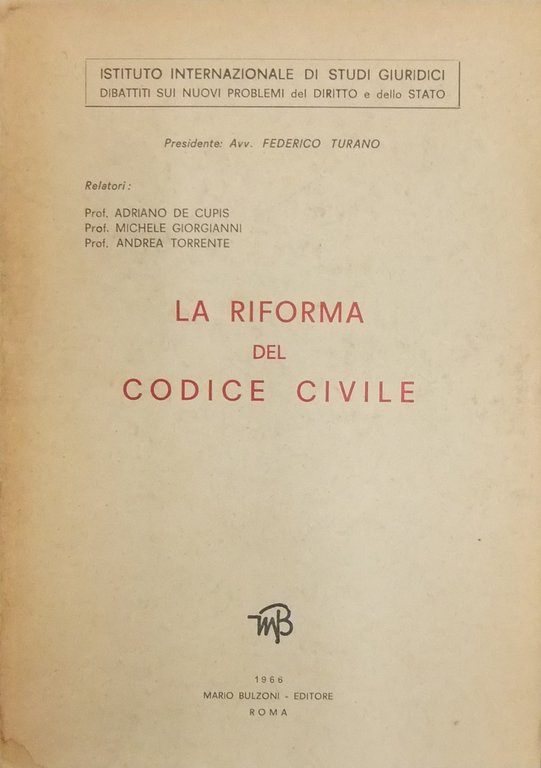 ISTITUTO INTERNAZIONALE DI STUDI GIURIDICI
DIBATTITI SUI NUOVI PROBLEMI del DIRITTO e dello STATO
Presidente: Avv. FEDERICO TURANO
Relatori:
Prof. ADRIANO DE CUPIS
Prof. MICHELE GIORGIANNI
Prof. ANDREA TORRENTE
LA RIFORMA
DEL
CODICE CIVILE
MB
1966
MARIO BULZONI - EDITORE
ROMA